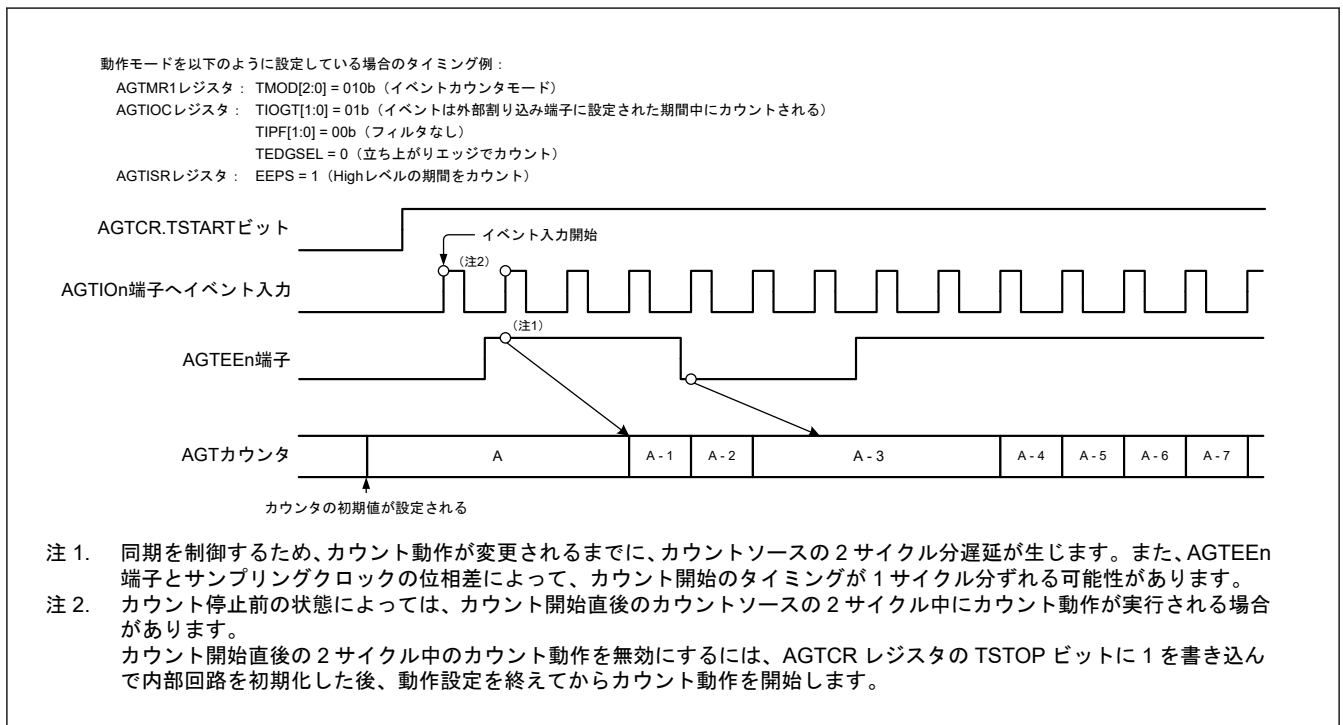 動作モードを以下のように設定している場合のタイミング例：
AGTMR1レジスタ： TMOD[2:0] = 010b（イベントカウンタモード）
AGTIOCレジスタ： TIOGT[1:0] = 01b（イベントは外部割り込み端子に設定された期間中にカウントされる）
TIPF[1:0] = 00b（フィルタなし）
TEDGSEL = 0（立ち上がりエッジでカウント）
AGTISRレジスタ： EEPS = 1（Highレベルの期間をカウント）
AGTCR.TSTARTビット
イベント入力開始
（注2）
AGTIOn端子へイベント入力
（注1）
AGTEEn端子
AGTカウンタ
A
A - 1
A - 2
A - 3
A - 4
A - 5
A - 6
A - 7
カウンタの初期値が設定される
注 1. 同期を制御するため、カウント動作が変更されるまでに、カウントソースの 2 サイクル分遅延が生じます。また、AGTEEn
端子とサンプリングクロックの位相差によって、カウント開始のタイミングが 1 サイクル分ずれる可能性があります。
注 2. カウント停止前の状態によっては、カウント開始直後のカウントソースの 2 サイクル中にカウント動作が実行される場合
があります。
カウント開始直後の 2 サイクル中のカウント動作を無効にするには、AGTCR レジスタの TSTOP ビットに 1 を書き込ん
で内部回路を初期化した後、動作設定を終えてからカウント動作を開始します。